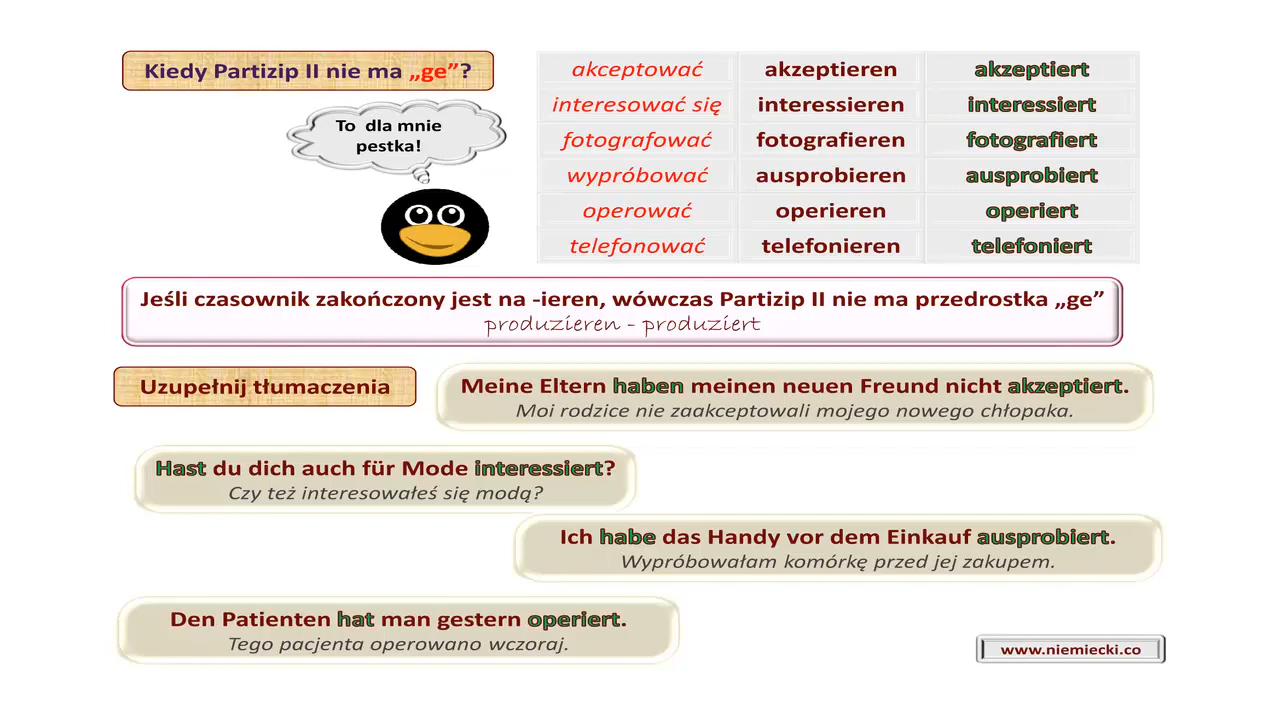 Kiedy Partizip II nie ma „ge”?
To dla mnie
pestka!
akceptować akzeptieren akzeptiert
interesować się interessieren interessiert
fotografować fotografieren fotografiert
wypróbować ausprobieren ausprobiert
operować operieren operiert
telefonować telefonieren telefoniert
Jeśli czasownik zakończony jest na -ieren, wówczas Partizip II nie ma przedrostka „ge”
produzieren - produziert
Uzupełnij tłumaczenia
Meine Eltern haben meinen neuen Freund nicht akzeptiert.
Moi rodzice nie zaakceptowali mojego nowego chłopaka.
Hast du dich auch für Mode interessiert?
Czy też interesowałeś się modą?
Ich habe das Handy vor dem Einkauf ausprobiert.
Wypróbowałam komórkę przed jej zakupem.
Den Patienten hat man gestern operiert.
Tego pacjenta operowano wczoraj.
www.niemiecki.co